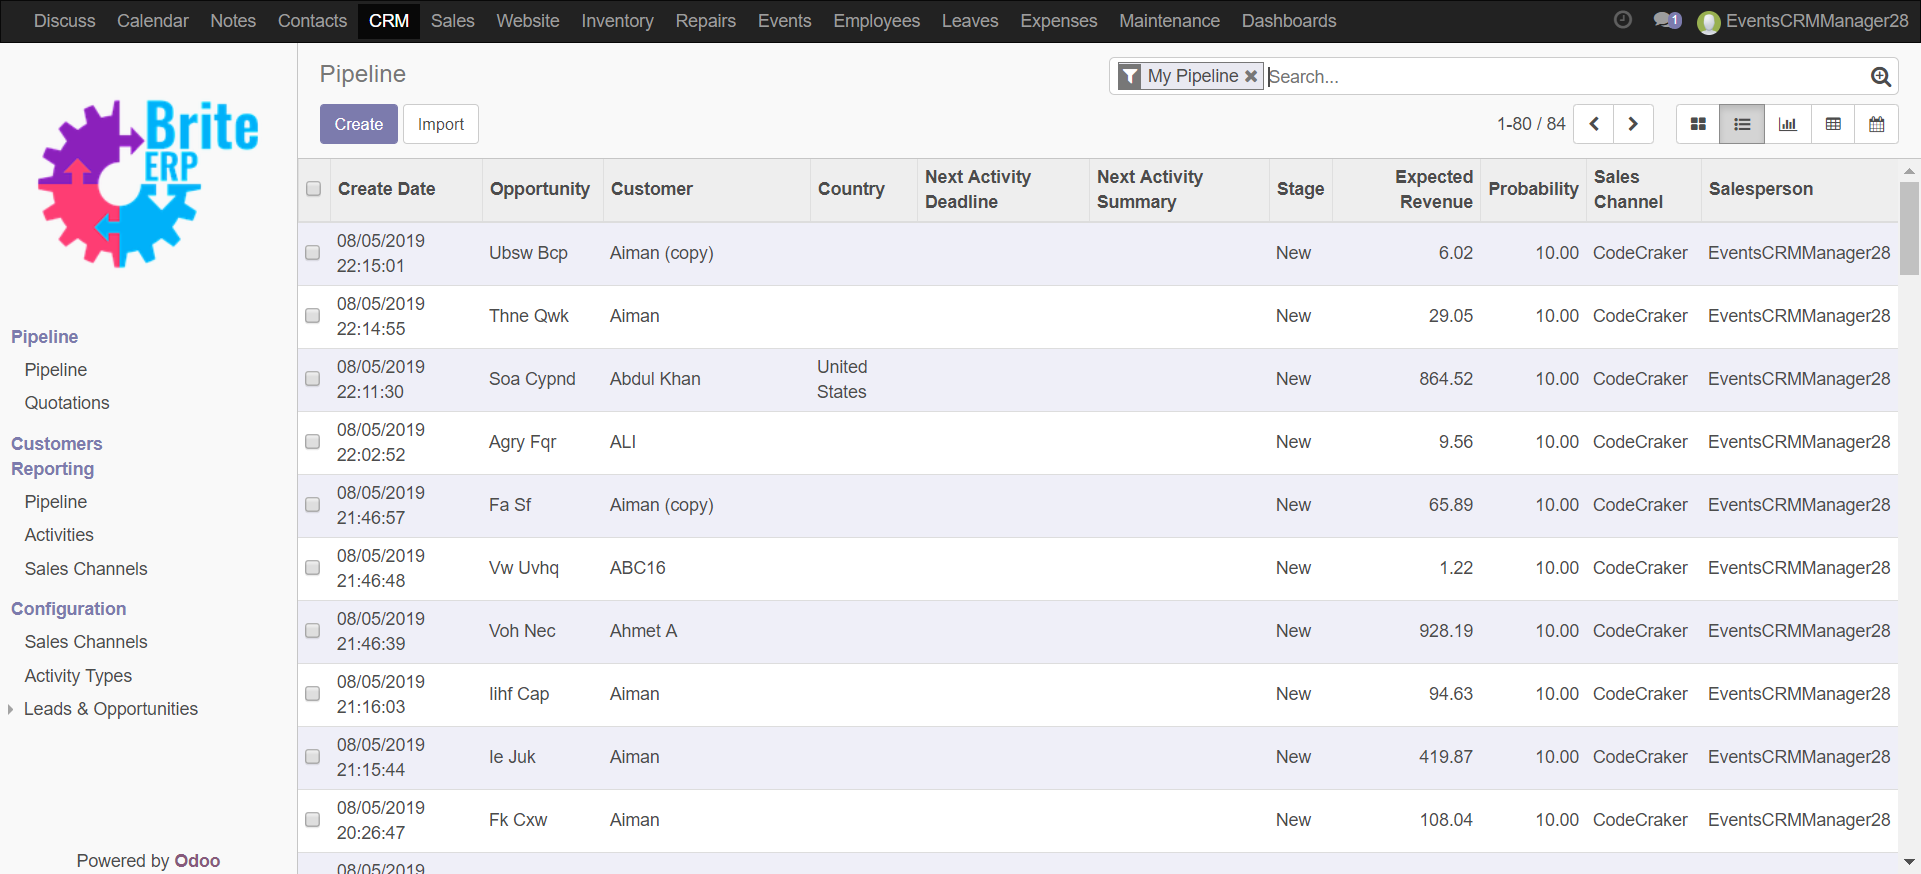 Discuss Calendar Notes Contacts CRM Sales Website Inventory Repairs Events Employees Leaves Expenses Maintenance Dashboards 1 EventsCRMManager28
Brite
ERP
Pipeline
Pipeline
Quotations
Customers
Reporting
Pipeline
Activities
Sales Channels
Configuration
Sales Channels
Activity Types
Leads & Opportunities
Powered by Odoo
Pipeline
My Pipeline Search...
Create Import
1-80 / 84
Create Date Opportunity Customer Country Next Activity Deadline Next Activity Summary Stage Expected Revenue Probability Sales Channel Salesperson
08/05/2019 22:15:01 Ubsw Bcp Aiman (copy) New 6.02 10.00 CodeCraker EventsCRMManager28
08/05/2019 22:14:55 Thne Qwk Aiman New 29.05 10.00 CodeCraker EventsCRMManager28
08/05/2019 22:11:30 Soa Cypnd Abdul Khan United States New 864.52 10.00 CodeCraker EventsCRMManager28
08/05/2019 22:02:52 Agry Fqr ALI New 9.56 10.00 CodeCraker EventsCRMManager28
08/05/2019 21:46:57 Fa Sf Aiman (copy) New 65.89 10.00 CodeCraker EventsCRMManager28
08/05/2019 21:46:48 Vw Uvhq ABC16 New 1.22 10.00 CodeCraker EventsCRMManager28
08/05/2019 21:46:39 Voh Nec Ahmet A New 928.19 10.00 CodeCraker EventsCRMManager28
08/05/2019 21:16:03 Iihf Cap Aiman New 94.63 10.00 CodeCraker EventsCRMManager28
08/05/2019 21:15:44 Ie Juk Aiman New 419.87 10.00 CodeCraker EventsCRMManager28
08/05/2019 20:26:47 Fk Cxw Aiman New 108.04 10.00 CodeCraker EventsCRMManager28
08/05/2019